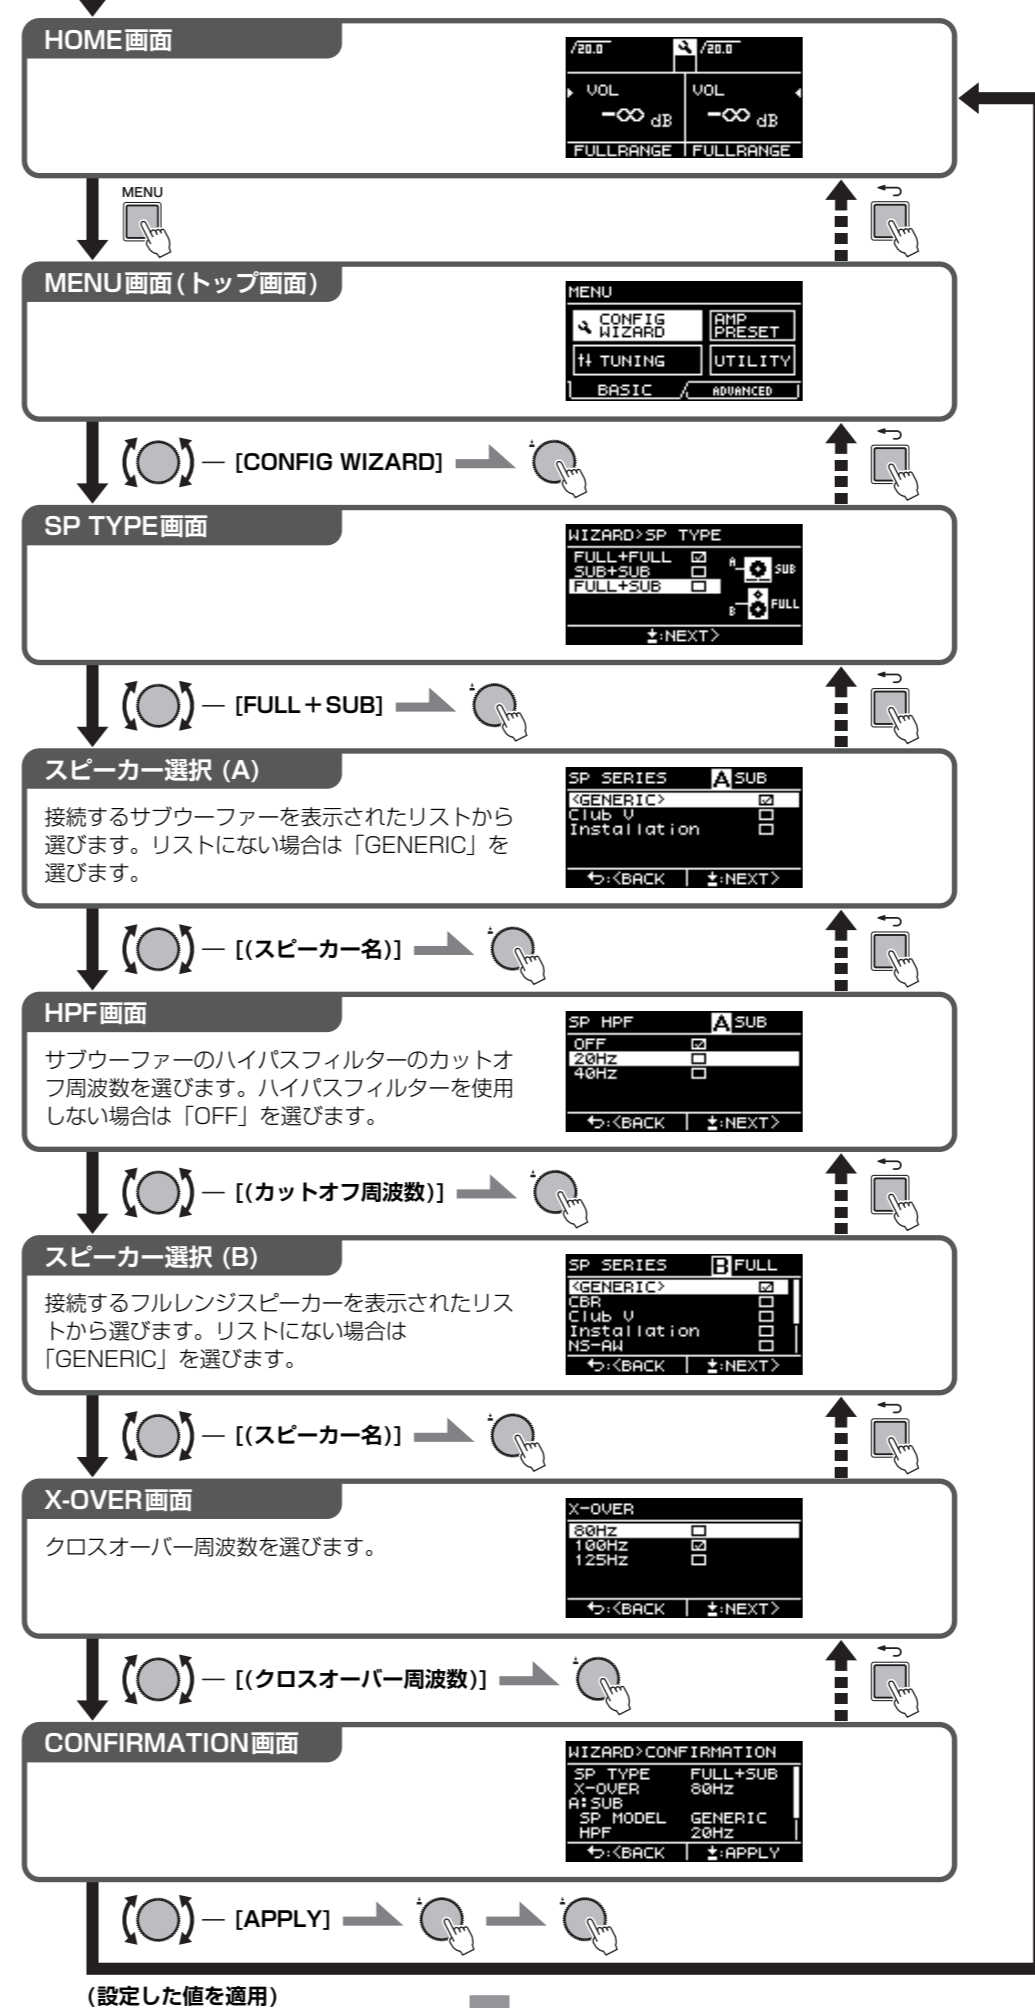 HOME画面
/20.0 /20.0
VOL VOL
-∞ dB -∞ dB
FULLRANGE FULLRANGE
MENU
MENU画面(トップ画面)
MENU
CONFIG WIZARD
AMP PRESET
TUNING
UTILITY
BASIC ADVANCED
— [CONFIG WIZARD]
SP TYPE画面
WIZARD>SP TYPE
FULL+FULL
SUB+SUB
FULL+SUB
A SUB
B FULL
:NEXT>
— [FULL+SUB]
スピーカー選択 (A)
接続するサブウーファーを表示されたリストから
選びます。リストにない場合は「GENERIC」を
選びます。
SP SERIES A SUB
<GENERIC>
Club V
Installation
:<BACK :NEXT>
— [(スピーカー名)]
HPF画面
サブウーファーのハイパスフィルターのカットオ
フ周波数を選びます。ハイパスフィルターを使用
しない場合は「OFF」を選びます。
SP HPF A SUB
OFF
20Hz
40Hz
:<BACK :NEXT>
— [(カットオフ周波数)]
スピーカー選択 (B)
接続するフルレンジスピーカーを表示されたリス
トから選びます。リストにない場合は
「GENERIC」を選びます。
SP SERIES B FULL
<GENERIC>
CBR
Club V
Installation
NS-AW
:<BACK :NEXT>
— [(スピーカー名)]
X-OVER画面
クロスオーバー周波数を選びます。
X-OVER
80Hz
100Hz
125Hz
:<BACK :NEXT>
— [(クロスオーバー周波数)]
CONFIRMATION画面
WIZARD>CONFIRMATION
SP TYPE FULL+SUB
X-OVER 80Hz
A:SUB
SP MODEL GENERIC
HPF 20Hz
:<BACK :APPLY
— [APPLY]
(設定した値を適用)